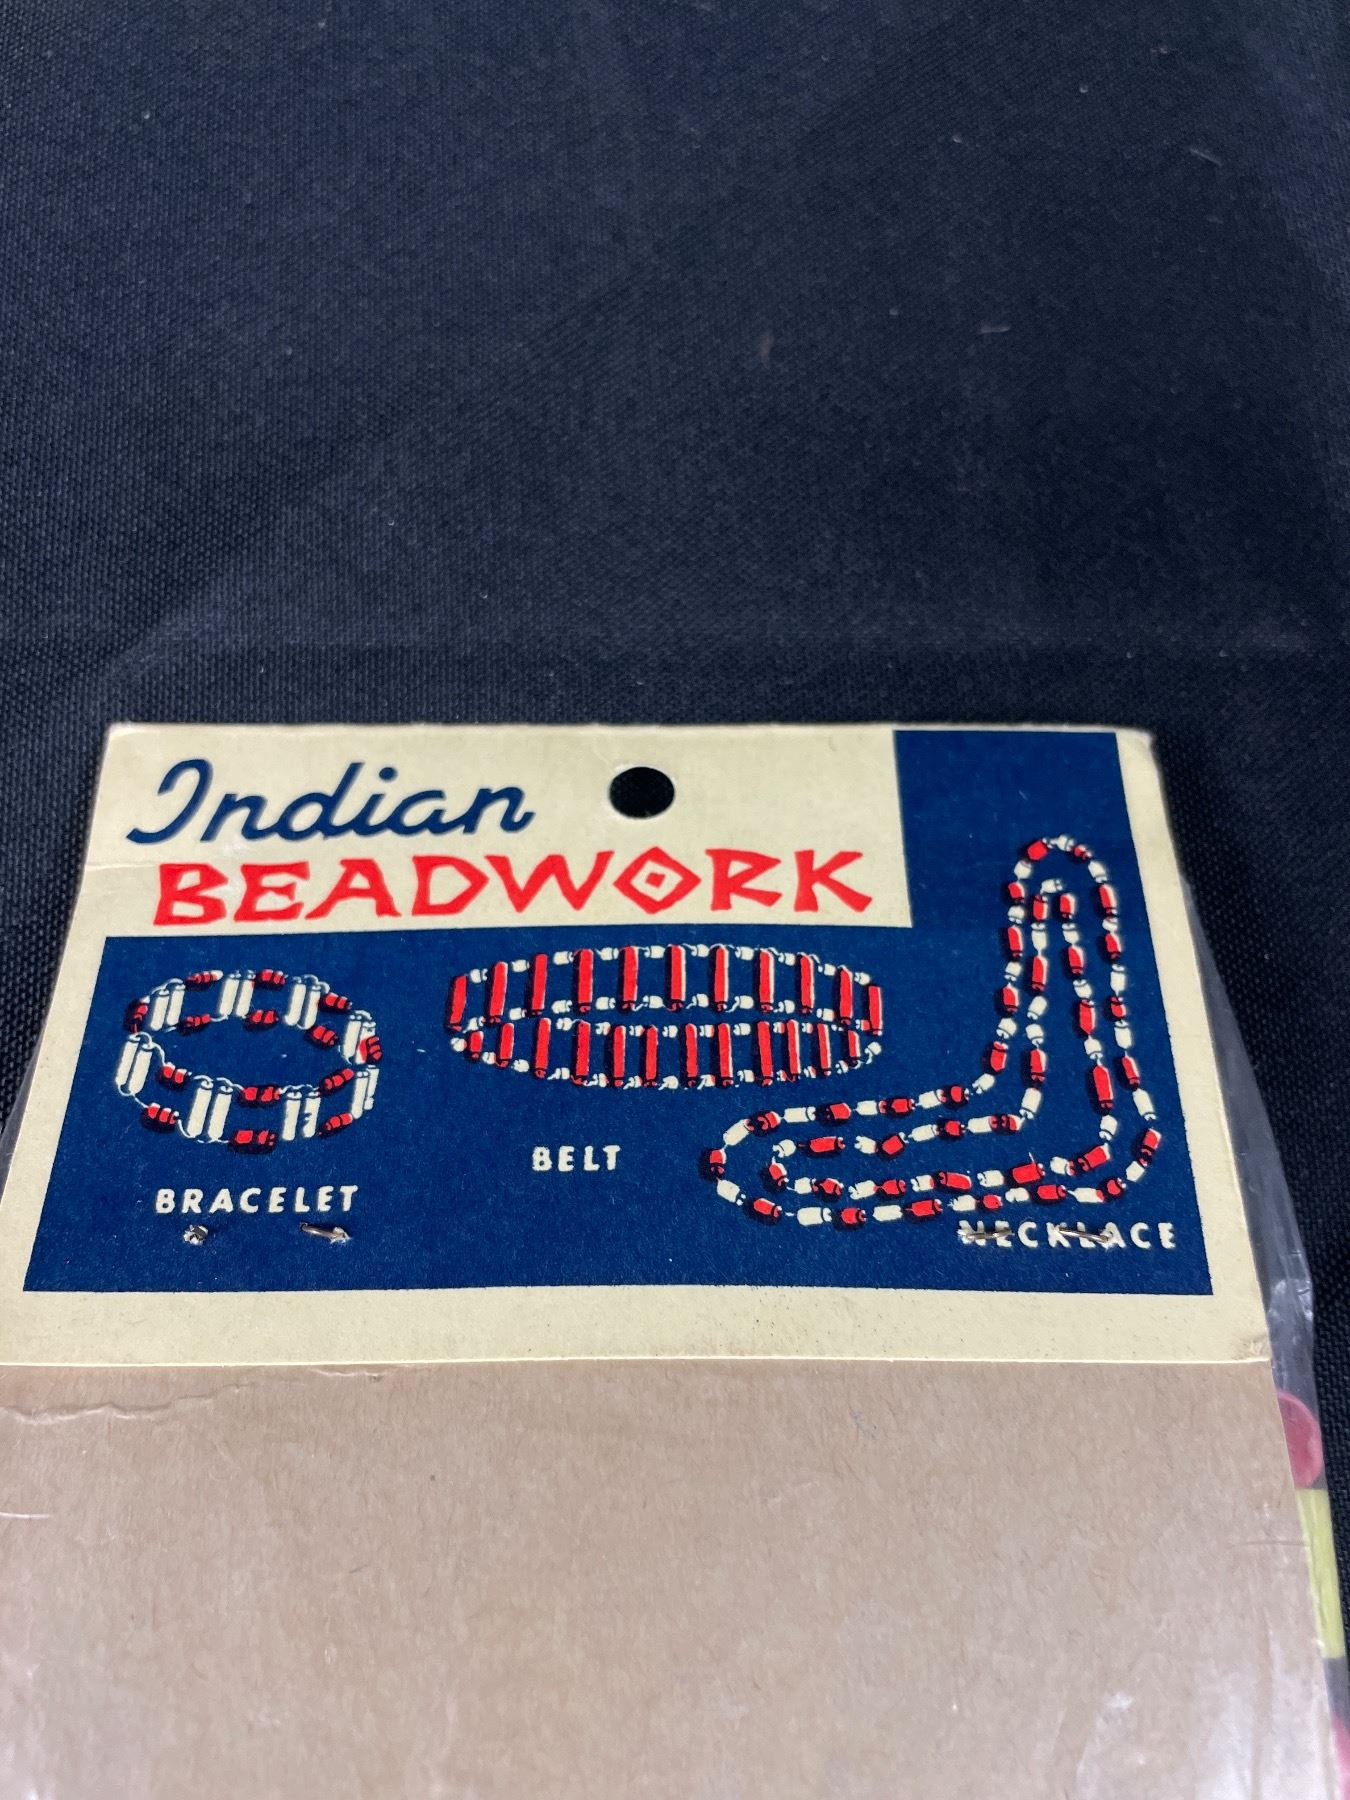 Indian
BEADWORK
BELT
BRACELET
NECKLACE